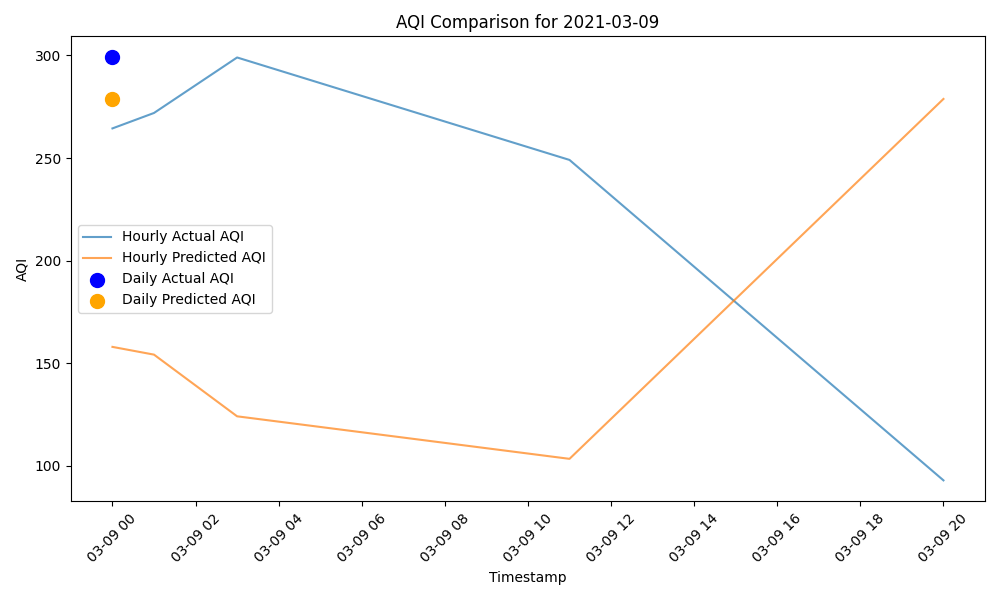 AQI Comparison for 2021-03-09
300
250
200
150
100
AQI
Hourly Actual AQI
Hourly Predicted AQI
Daily Actual AQI
Daily Predicted AQI
03-09 00
03-09 02
03-09 04
03-09 06
03-09 08
03-09 10
03-09 12
03-09 14
03-09 16
03-09 18
03-09 20
Timestamp